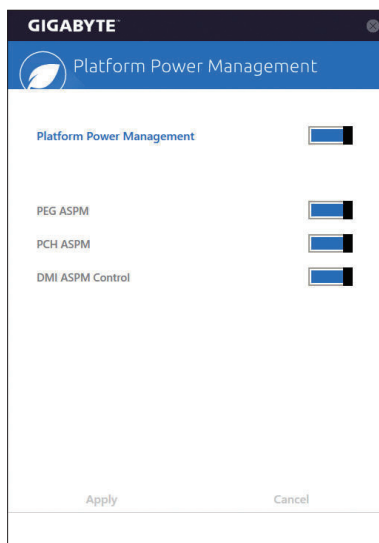 GIGABYTE™
Platform Power Management
Platform Power Management
PEG ASPM
PCH ASPM
DMI ASPM Control
Apply Cancel